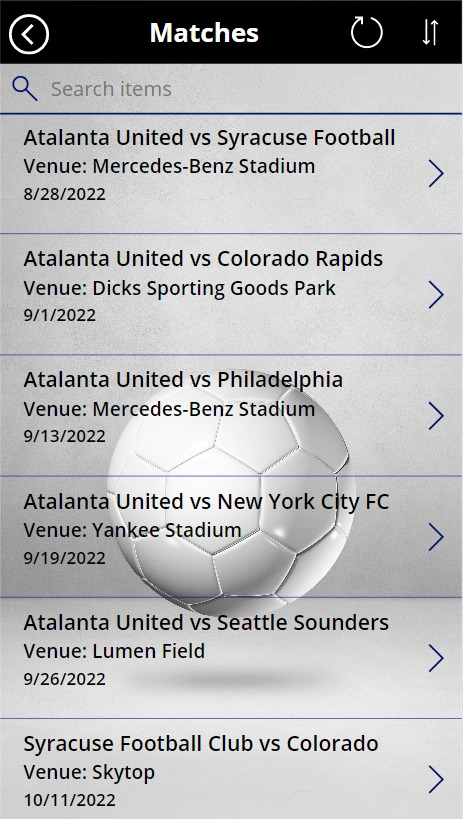 Matches
Search items
Atalanta United vs Syracuse Football
Venue: Mercedes-Benz Stadium
8/28/2022
Atalanta United vs Colorado Rapids
Venue: Dicks Sporting Goods Park
9/1/2022
Atalanta United vs Philadelphia
Venue: Mercedes-Benz Stadium
9/13/2022
Atalanta United vs New York City FC
Venue: Yankee Stadium
9/19/2022
Atalanta United vs Seattle Sounders
Venue: Lumen Field
9/26/2022
Syracuse Football Club vs Colorado
Venue: Skytop
10/11/2022